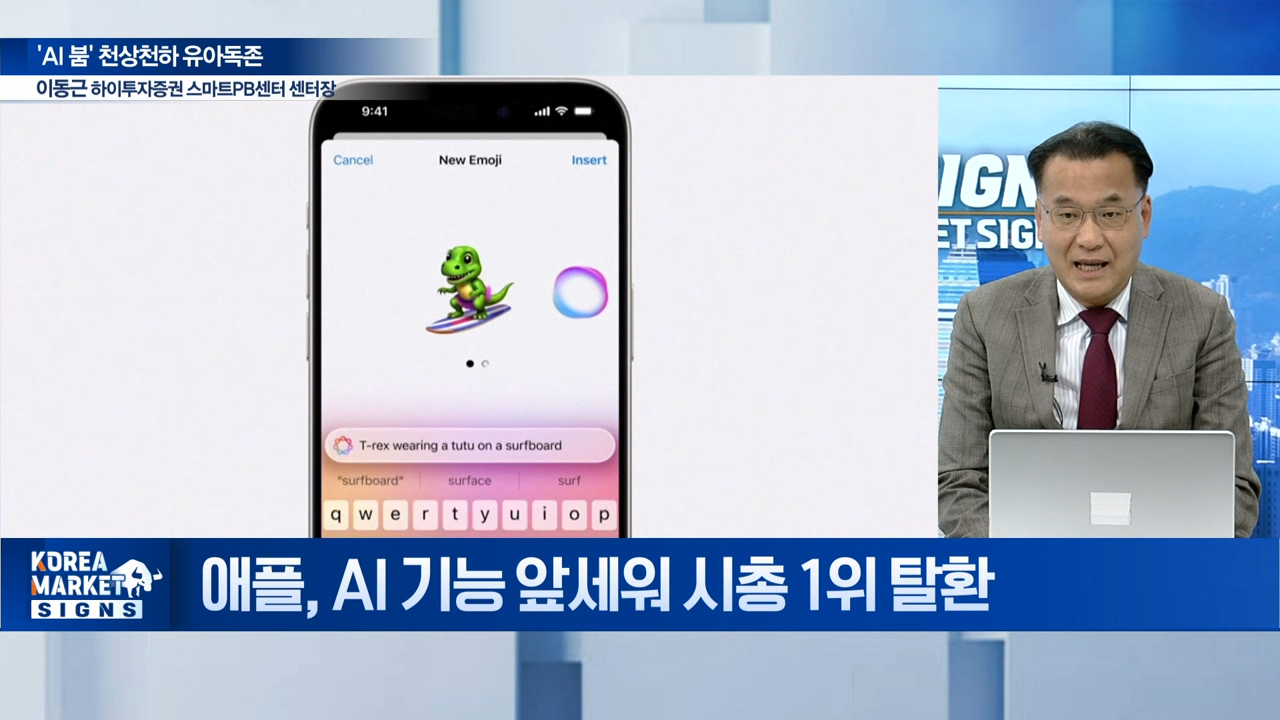 'AI 붐' 천상천하 유아독존
이동근 하이투자증권 스마트PB센터 센터장
9:41
Cancel
New Emoji
Insert
T-rex wearing a tutu on a surfboard
"surfboard"
surface
surf
q w e r t y u i o p
IGN
ET SIG
KOREA
MARKET
SIGNS
애플, AI 기능 앞세워 시총 1위 탈환